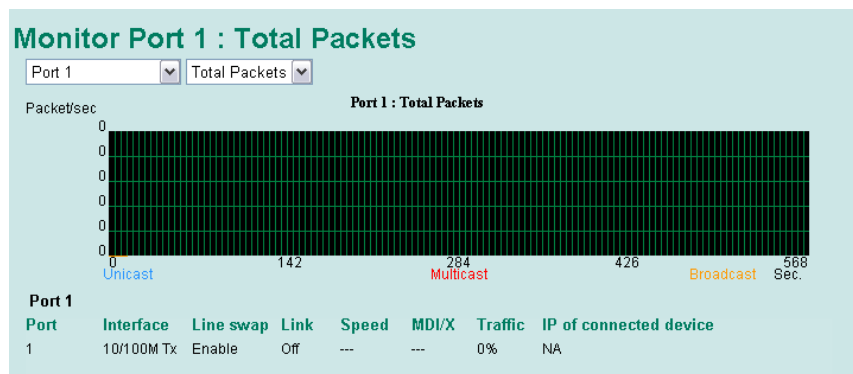 Monitor Port 1 : Total Packets
Port 1 Total Packets
Packet/sec Port 1 : Total Packets
0
0
0
0
0
0
0 142 284 426 568
Unicast Multicast Broadcast Sec.
Port 1
Port Interface Line swap Link Speed MDI/X Traffic IP of connected device
1 10/100M Tx Enable Off --- --- 0% NA